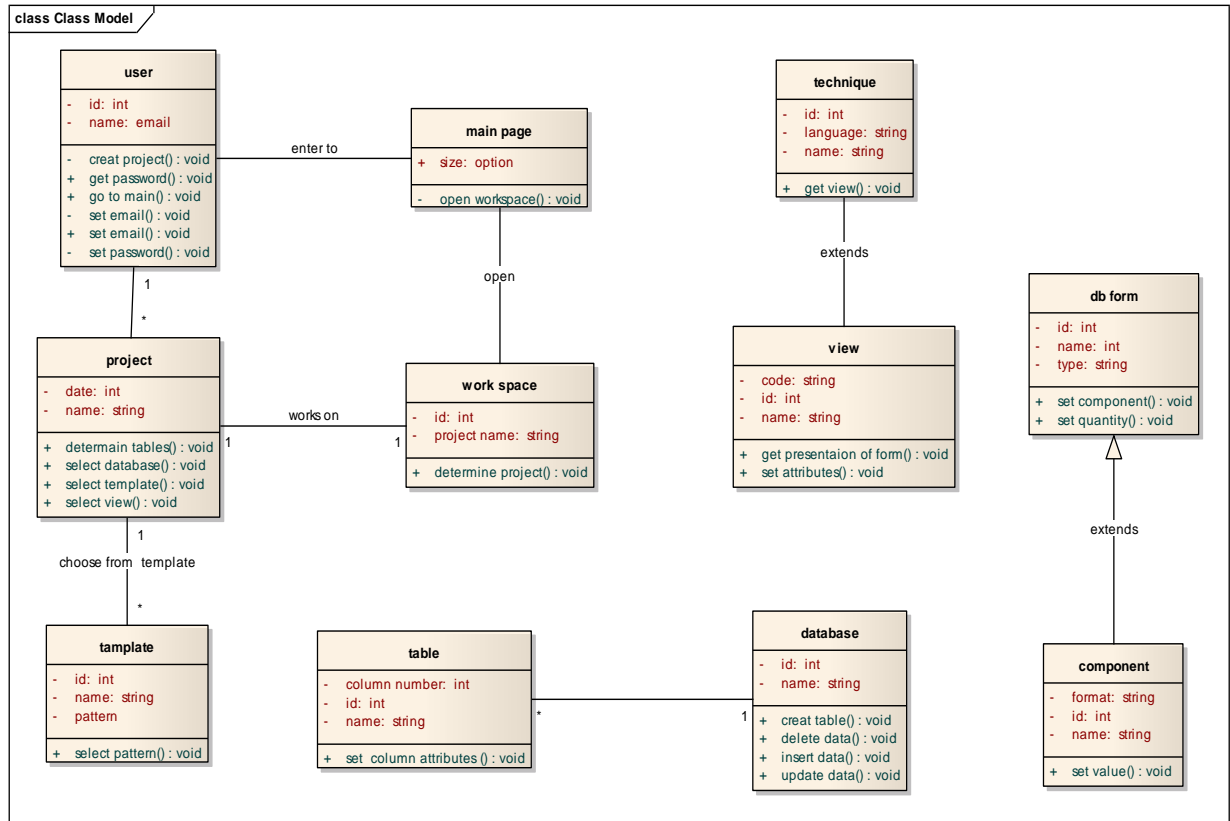 class Class Model
user
- id: int
- name: email
- creat project() : void
+ get password() : void
+ go to main() : void
- set email() : void
+ set email() : void
- set password() : void
enter to
main page
+ size: option
- open workspace() : void
technique
- id: int
- language: string
- name: string
+ get view() : void
1
*
open
extends
db form
- id: int
- name: int
- type: string
+ set component() : void
+ set quantity() : void
project
- date: int
- name: string
+ determain tables() : void
+ select database() : void
+ select template() : void
+ select view() : void
works on
1
1
work space
- id: int
- project name: string
+ determine project() : void
view
- code: string
- id: int
- name: string
+ get presentaion of form() : void
+ set attributes() : void
1
choose from template
*
extends
tamplate
- id: int
- name: string
- pattern
+ select pattern() : void
table
- column number: int
- id: int
- name: string
+ set column attributes () : void
*
1
database
- id: int
- name: string
+ creat table() : void
+ delete data() : void
+ insert data() : void
+ update data() : void
component
- format: string
- id: int
- name: string
+ set value() : void